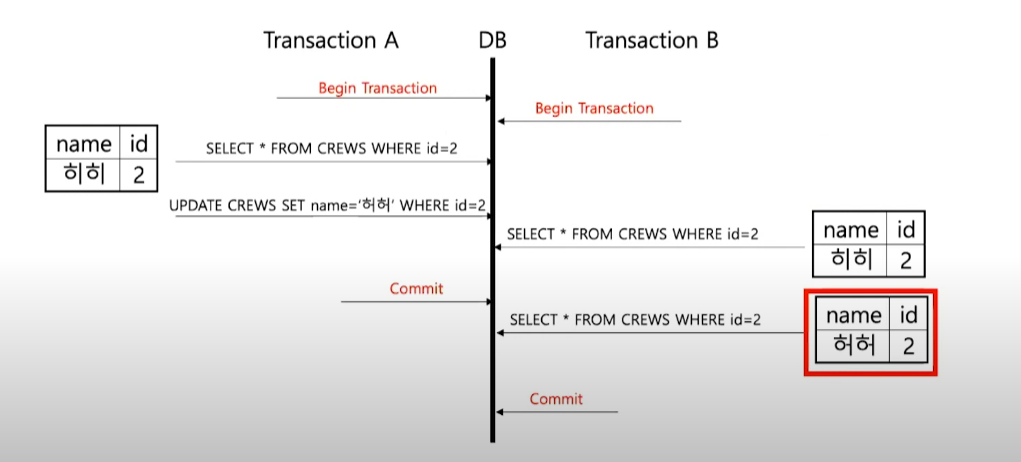 Transaction A DB Transaction B
Begin Transaction
Begin Transaction
name id
히히 2
SELECT * FROM CREWS WHERE id=2
UPDATE CREWS SET name='허허' WHERE id=2
SELECT * FROM CREWS WHERE id=2
name id
히히 2
Commit
SELECT * FROM CREWS WHERE id=2
name id
허허 2
Commit